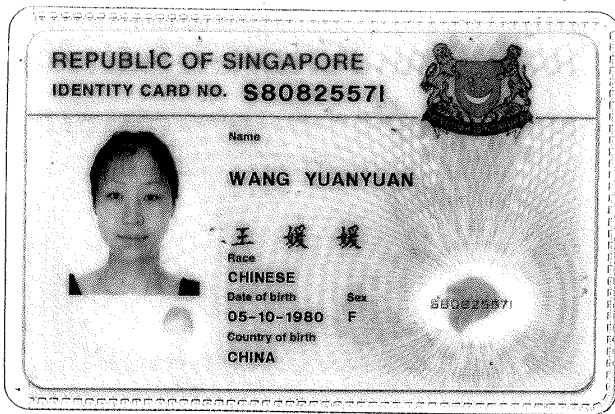 REPUBLIC OF SINGAPORE
IDENTITY CARD NO. S8082557I
Name
WANG YUANYUAN
王 媛 媛
Race
CHINESE
Date of birth Sex
05-10-1980 F
S8082557I
Country of birth
CHINA